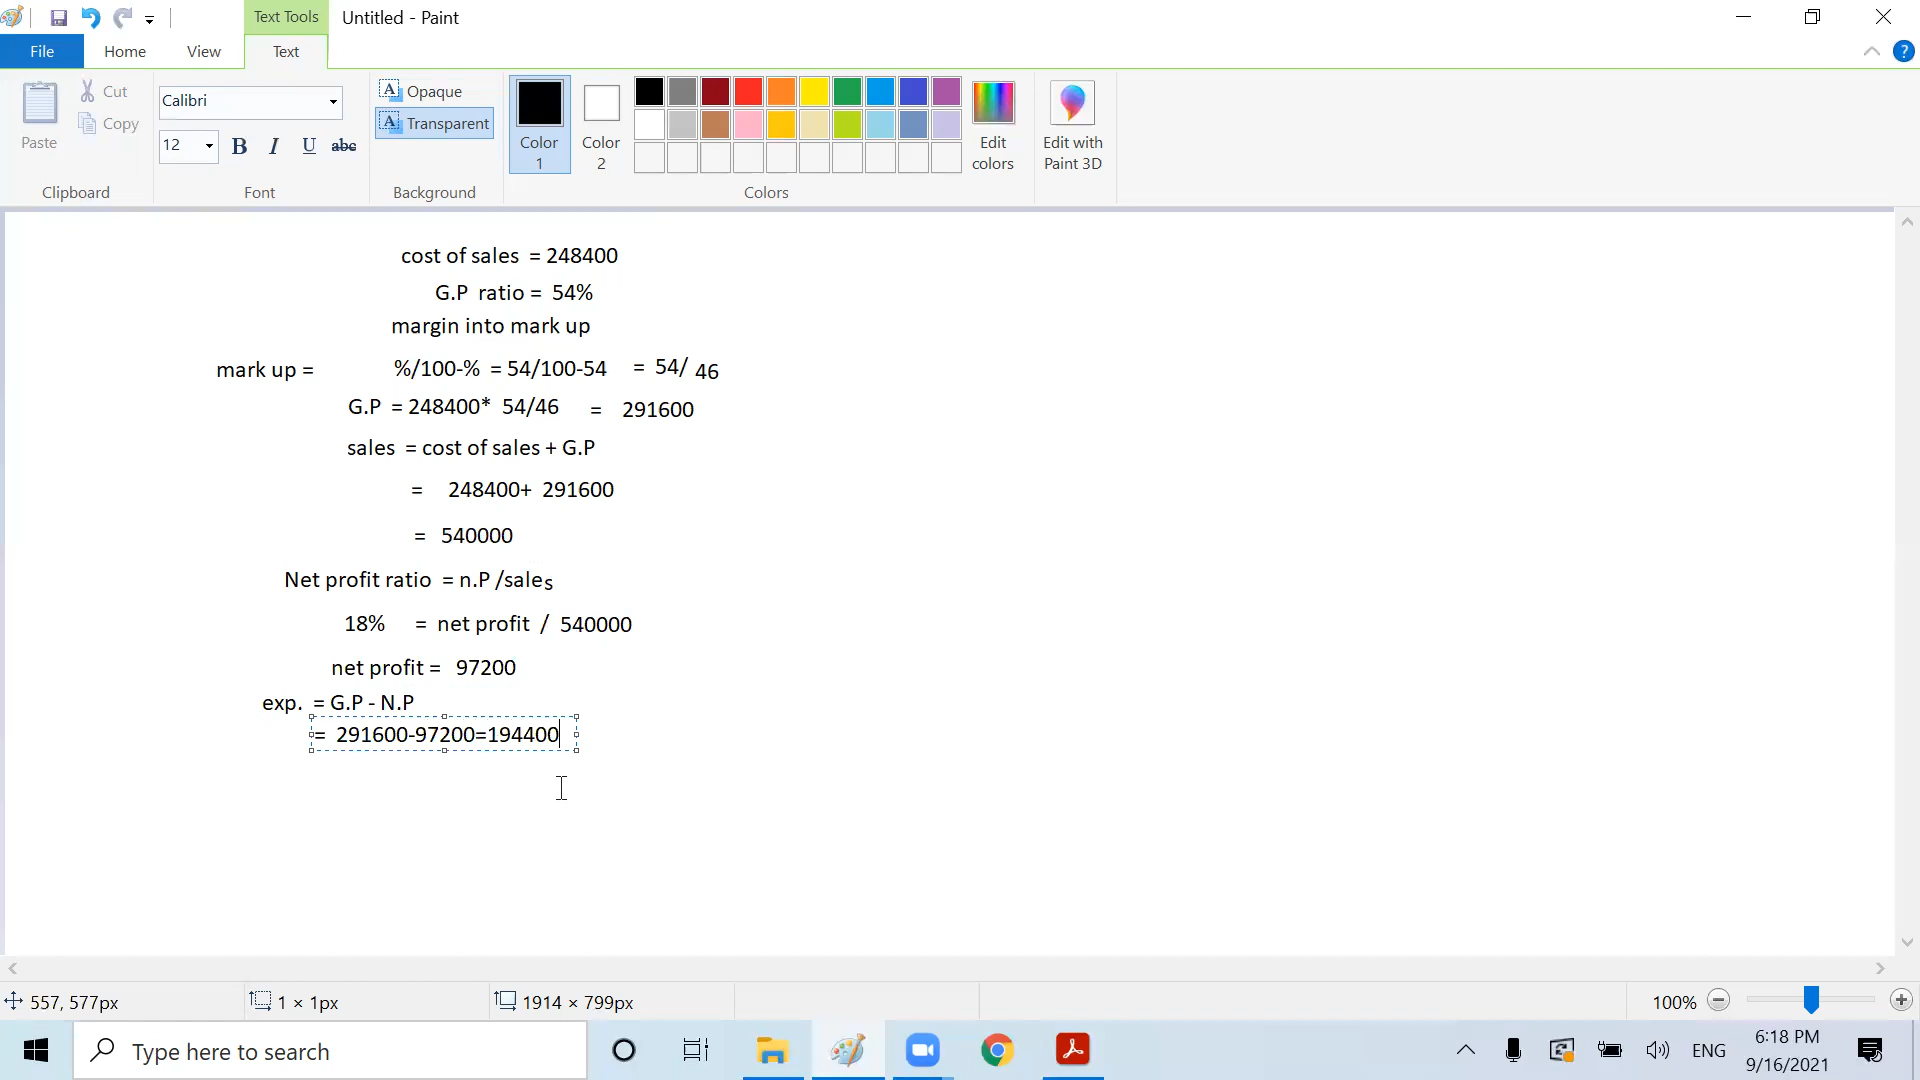 Text Tools
Untitled - Paint
File
Home
View
Text
Paste
Cut
Copy
Clipboard
Calibri
12
B I U abc
Font
A Opaque
A Transparent
Background
Color 1
Color 2
Colors
Edit colors
Edit with Paint 3D
cost of sales = 248400
G.P ratio = 54%
margin into mark up
mark up = %/100-% = 54/100-54 = 54/ 46
G.P = 248400* 54/46 = 291600
sales = cost of sales + G.P
= 248400+ 291600
= 540000
Net profit ratio = n.P /sales
18% = net profit / 540000
net profit = 97200
exp. = G.P - N.P
= 291600-97200=194400
557, 577px
1 × 1px
1914 × 799px
100%
Type here to search
ENG
6:18 PM
9/16/2021